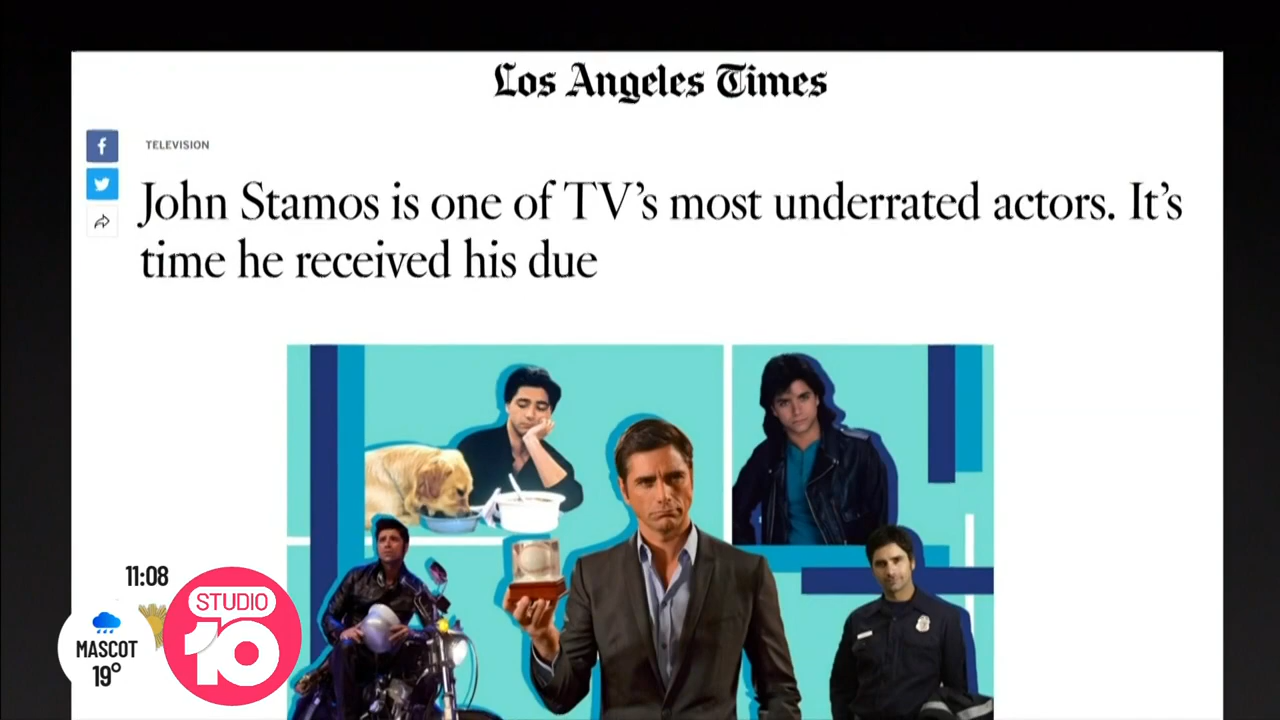 Los Angeles Times
TELEVISION
John Stamos is one of TV’s most underrated actors. It’s
time he received his due
11:08
MASCOT
19°
STUDIO
10